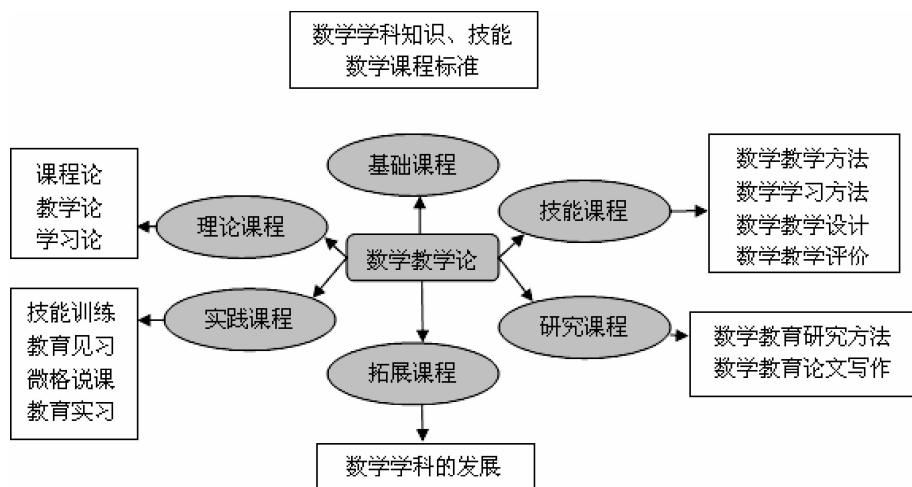 数学学科知识、技能
数学课程标准
基础课程
课程论
教学论
学习论
理论课程
技能课程
数学教学方法
数学学习方法
数学教学设计
数学教学评价
数学教学论
技能训练
教育见习
微格说课
教育实习
实践课程
研究课程
数学教育研究方法
数学教育论文写作
拓展课程
数学学科的发展